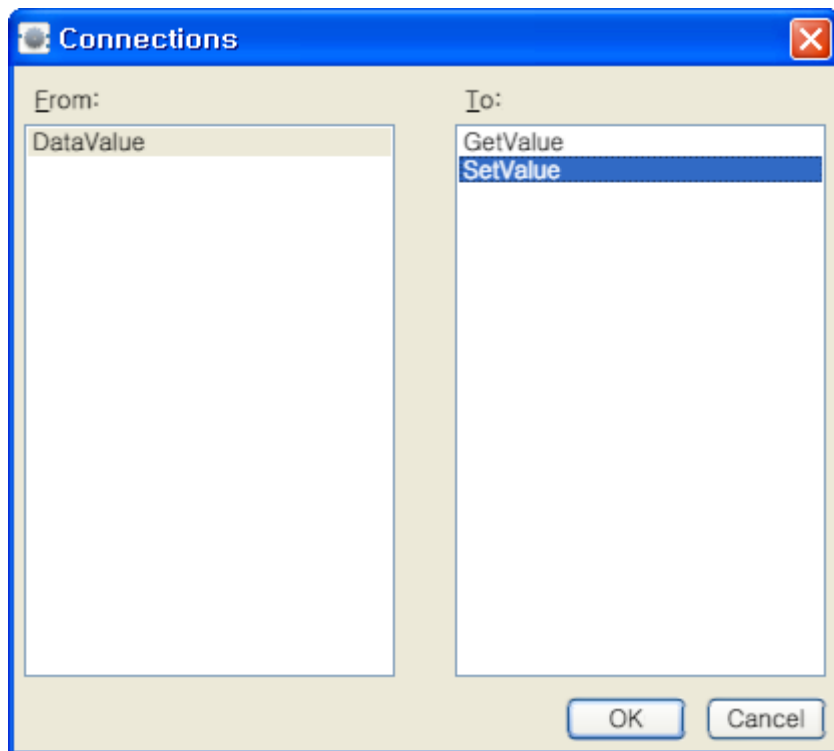 Connections
From:
To:
DataValue
GetValue
SetValue
OK
Cancel